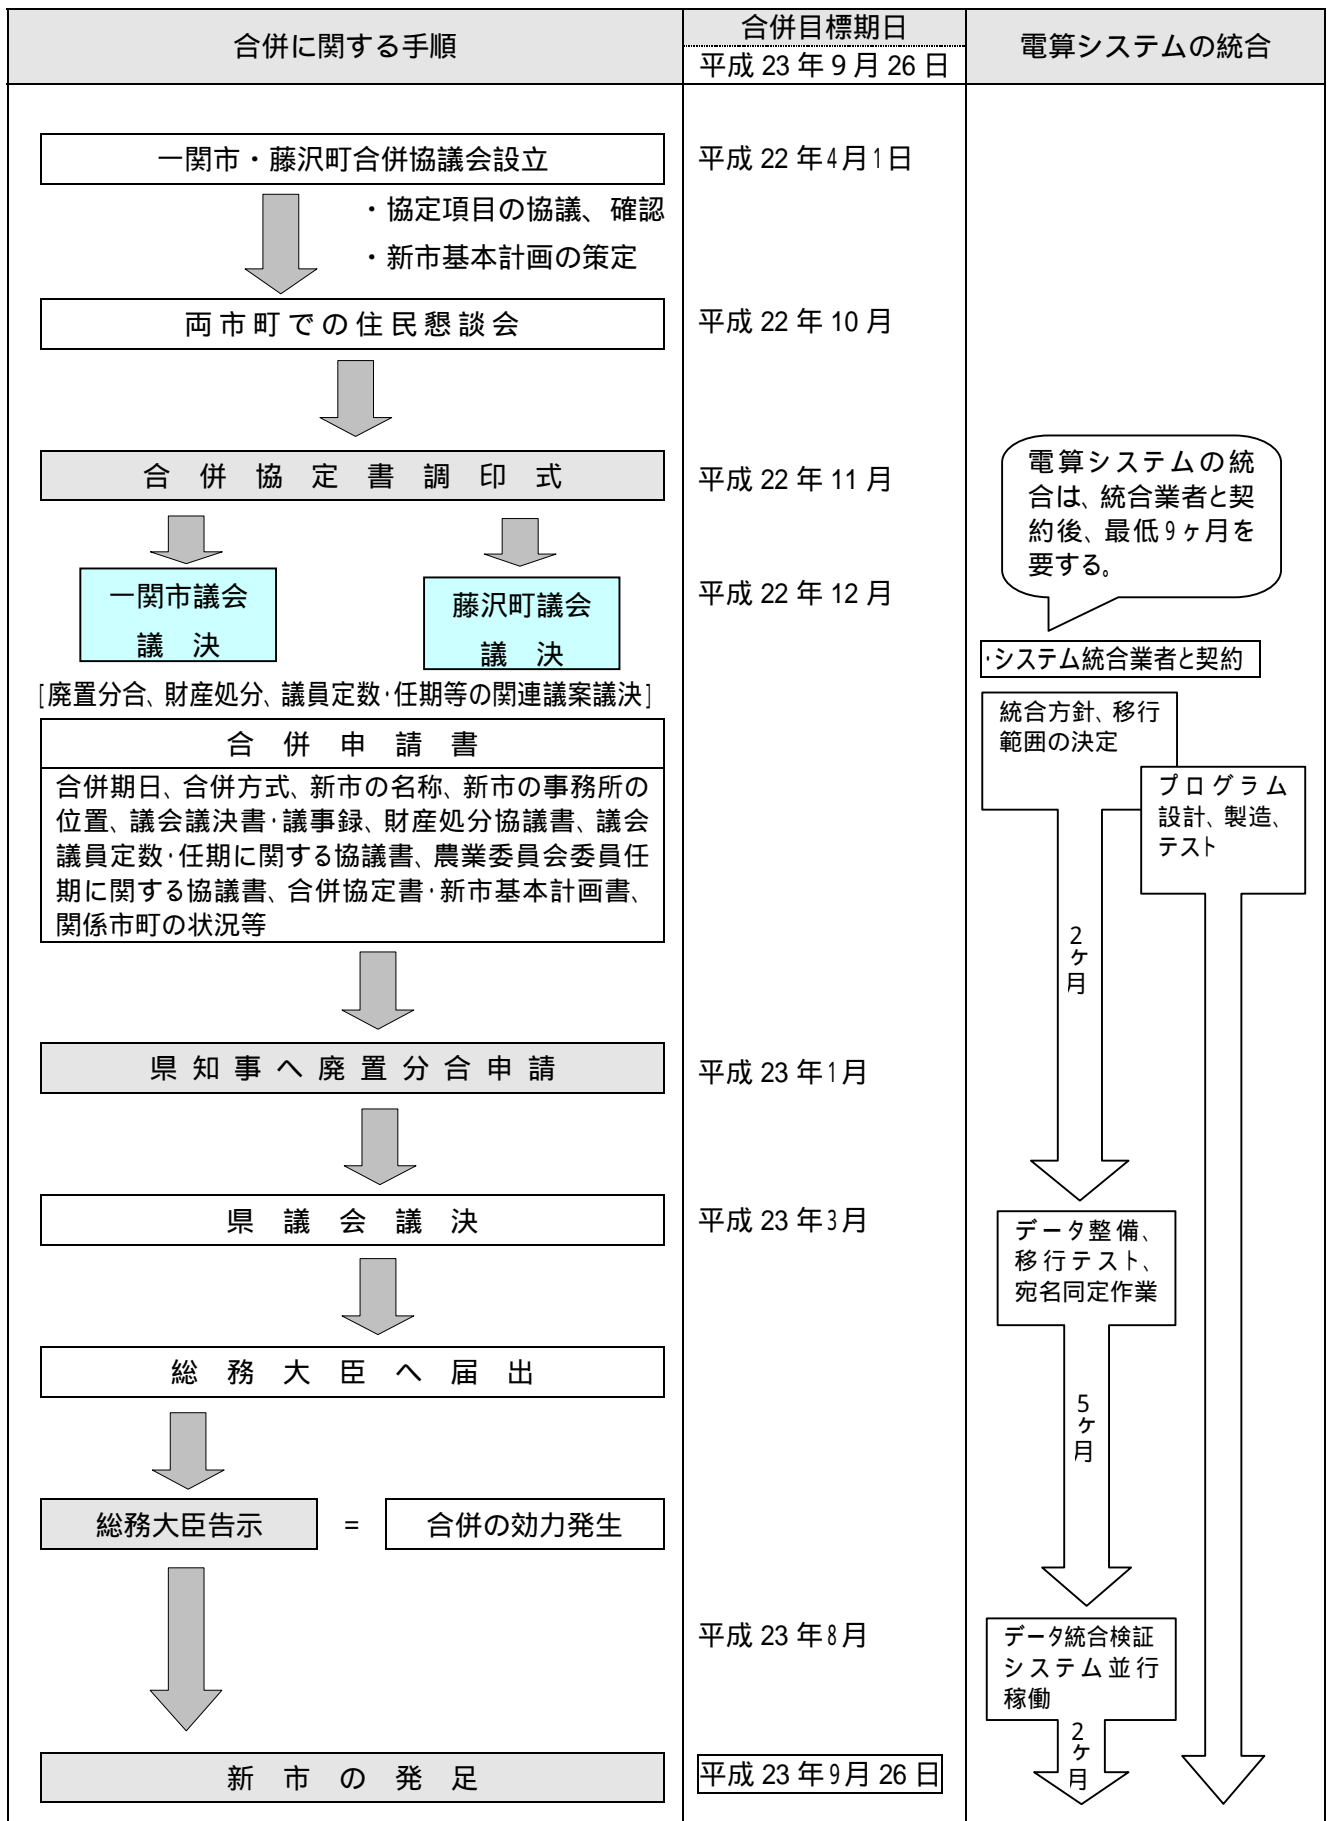 合併に関する手順
合併目標期日
平成 23 年 9 月 26 日
電算システムの統合
一関市・藤沢町合併協議会設立
平成 22 年4月1日
・協定項目の協議、確認
・新市基本計画の策定
両市町での住民懇談会
平成 22 年 10 月
合併協定書調印式
平成 22 年 11 月
電算システムの統
合は、統合業者と契
約後、最低9ヶ月を
要する。
一関市議会
議 決
藤沢町議会
議 決
平成 22 年 12 月
・システム統合業者と契約
[廃置分合、財産処分、議員定数・任期等の関連議案議決]
統合方針、移行
範囲の決定
合併申請書
合併期日、合併方式、新市の名称、新市の事務所の
位置、議会議決書・議事録、財産処分協議書、議会
議員定数・任期に関する協議書、農業委員会委員任
期に関する協議書、合併協定書・新市基本計画書、
関係市町の状況等
プログラム
設計、製造、
テスト
2ヶ月
県知事へ廃置分合申請
平成 23 年1月
県議会議決
平成 23 年3月
データ整備、
移行テスト、
宛名同定作業
総務大臣へ届出
5ヶ月
総務大臣告示
=
合併の効力発生
平成 23 年8月
データ統合検証
システム並行
稼働
2ヶ月
新市の発足
平成 23 年9月 26 日